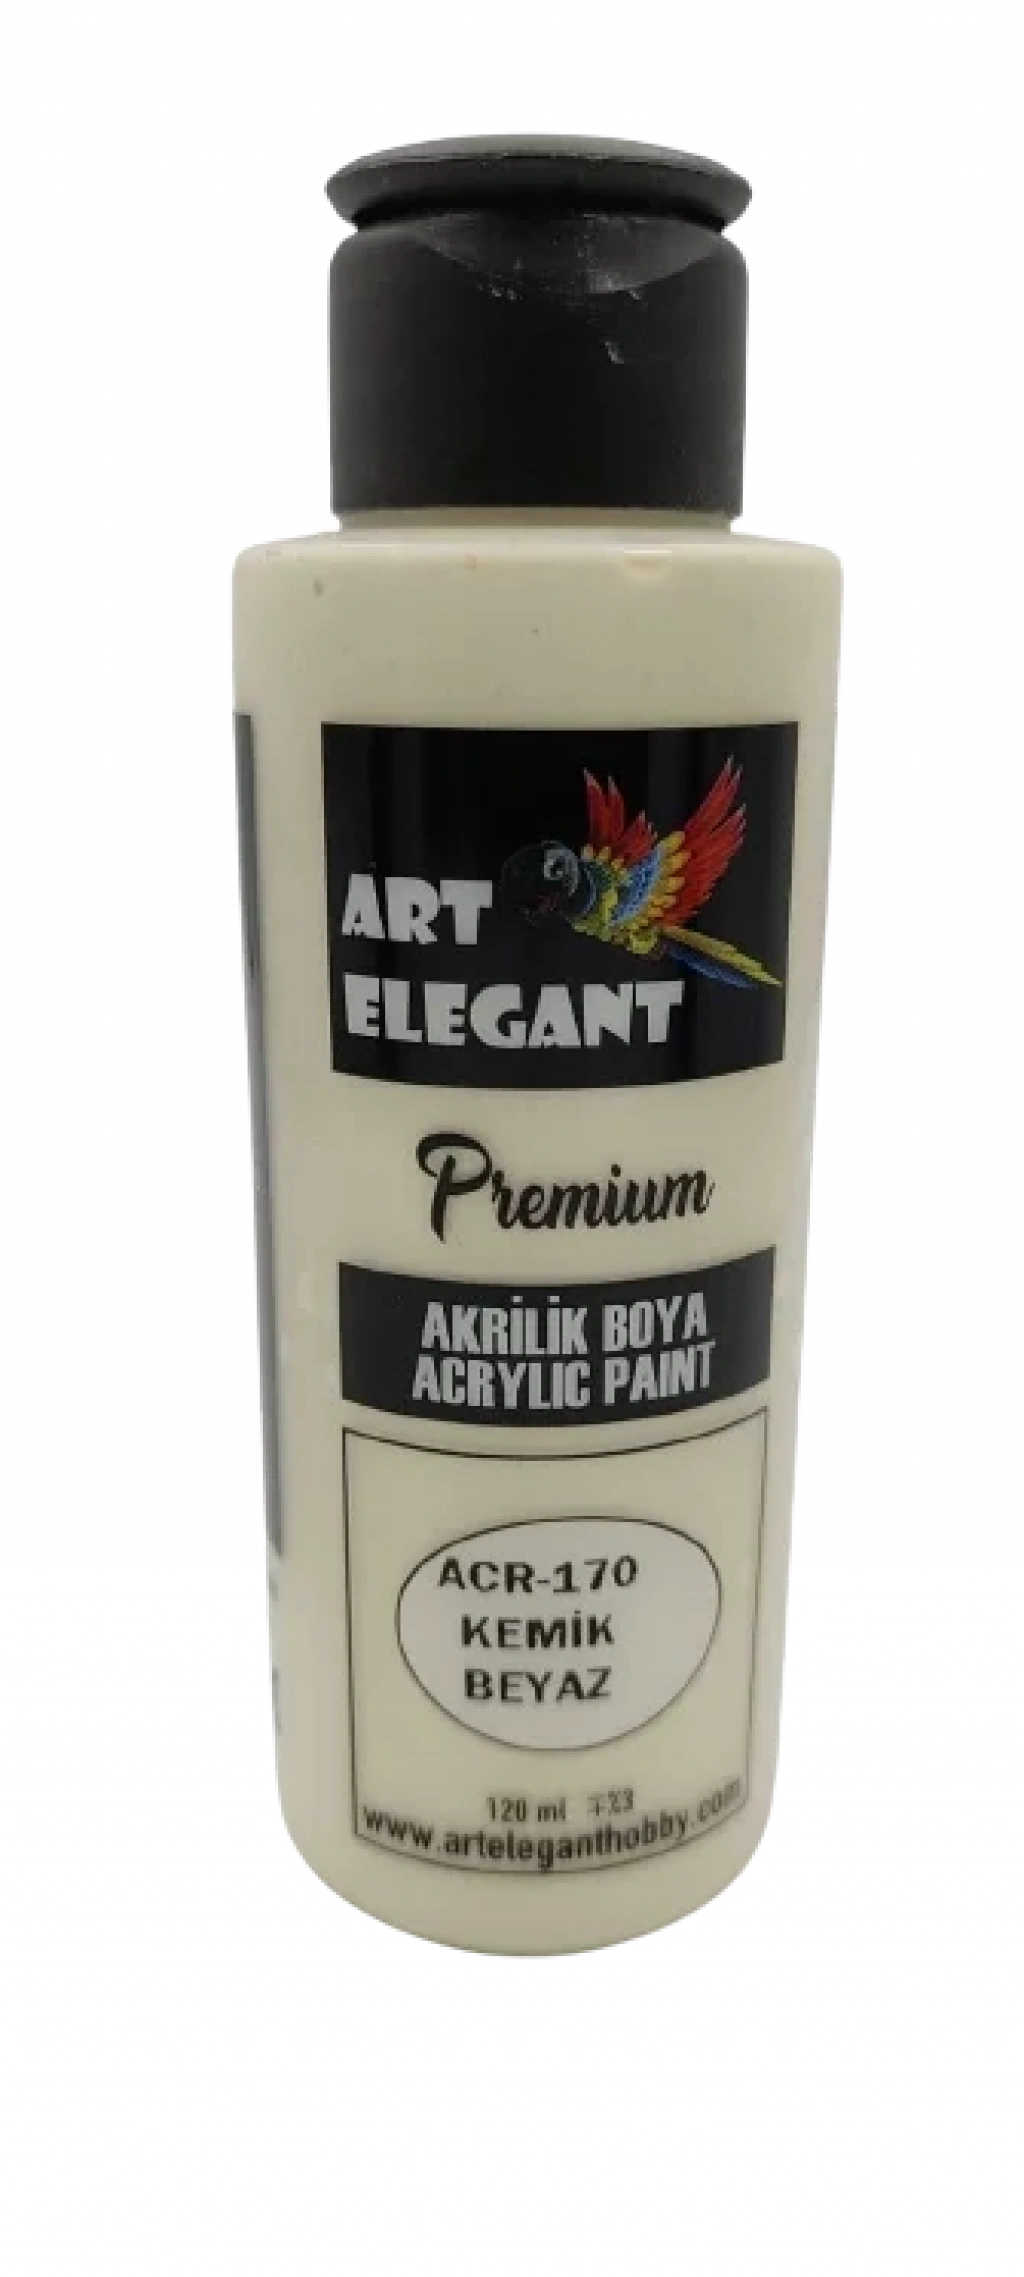 ART
ELEGANT
Premium
AKRİLİK BOYA
ACRYLIC PAINT
ACR-170
KEMİK
BEYAZ
120 ml
www.arteleganthobby.com